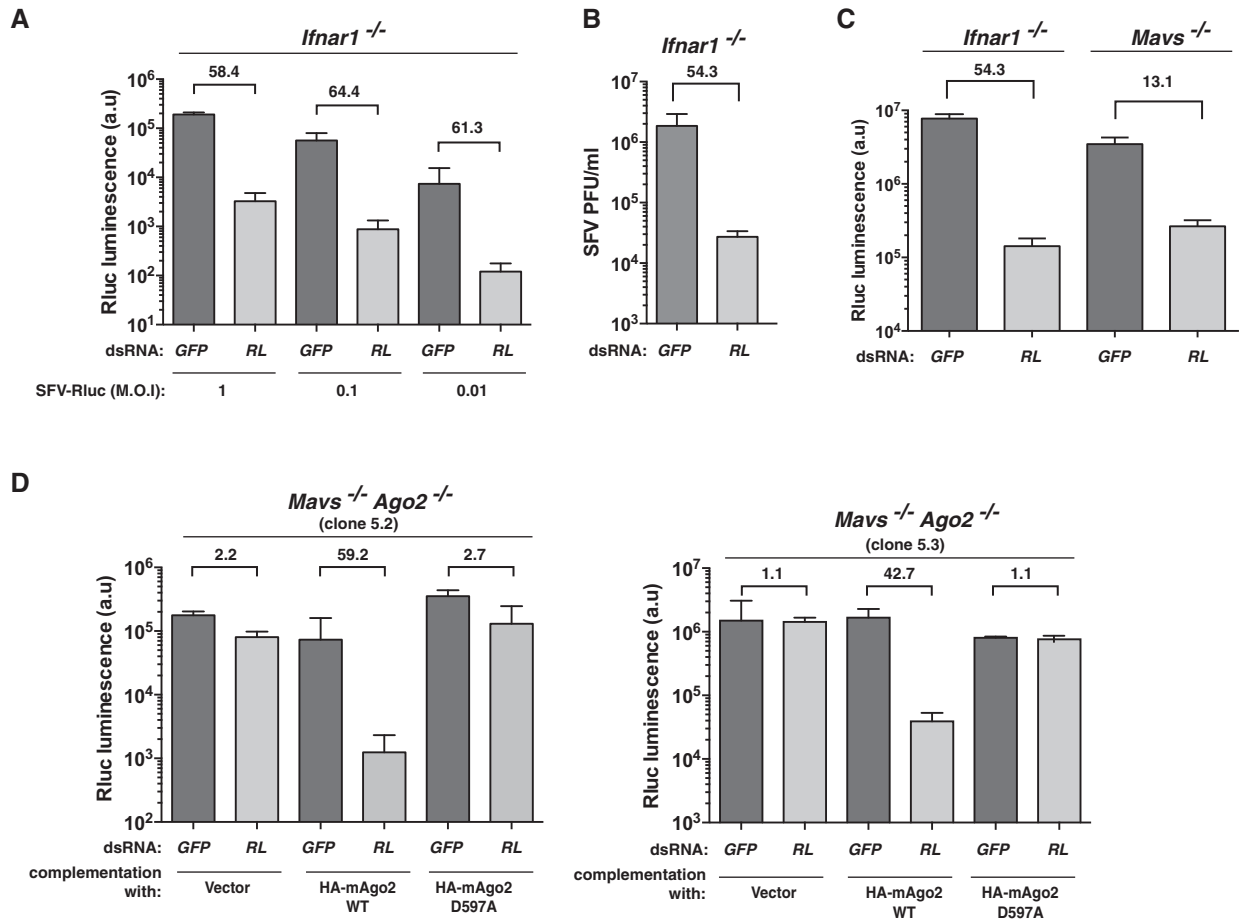 A
Ifnar1 -/-
58.4
64.4
61.3
Rluc luminescence (a.u)
10^6
10^5
10^4
10^3
10^2
10^1
dsRNA: GFP RL GFP RL GFP RL
SFV-Rluc (M.O.I): 1 0.1 0.01
B
Ifnar1 -/-
54.3
SFV PFU/ml
10^7
10^6
10^5
10^4
10^3
dsRNA: GFP RL
C
Ifnar1 -/- Mavs -/-
54.3
13.1
Rluc luminescence (a.u)
10^7
10^6
10^5
10^4
dsRNA: GFP RL GFP RL
D
Mavs -/- Ago2 -/-
(clone 5.2)
2.2 59.2 2.7
Rluc luminescence (a.u)
10^6
10^5
10^4
10^3
10^2
dsRNA: GFP RL GFP RL GFP RL
complementation
with: Vector HA-mAgo2 HA-mAgo2
WT D597A
Mavs -/- Ago2 -/-
(clone 5.3)
1.1 42.7 1.1
Rluc luminescence (a.u)
10^7
10^6
10^5
10^4
10^3
dsRNA: GFP RL GFP RL GFP RL
complementation
with: Vector HA-mAgo2 HA-mAgo2
WT D597A